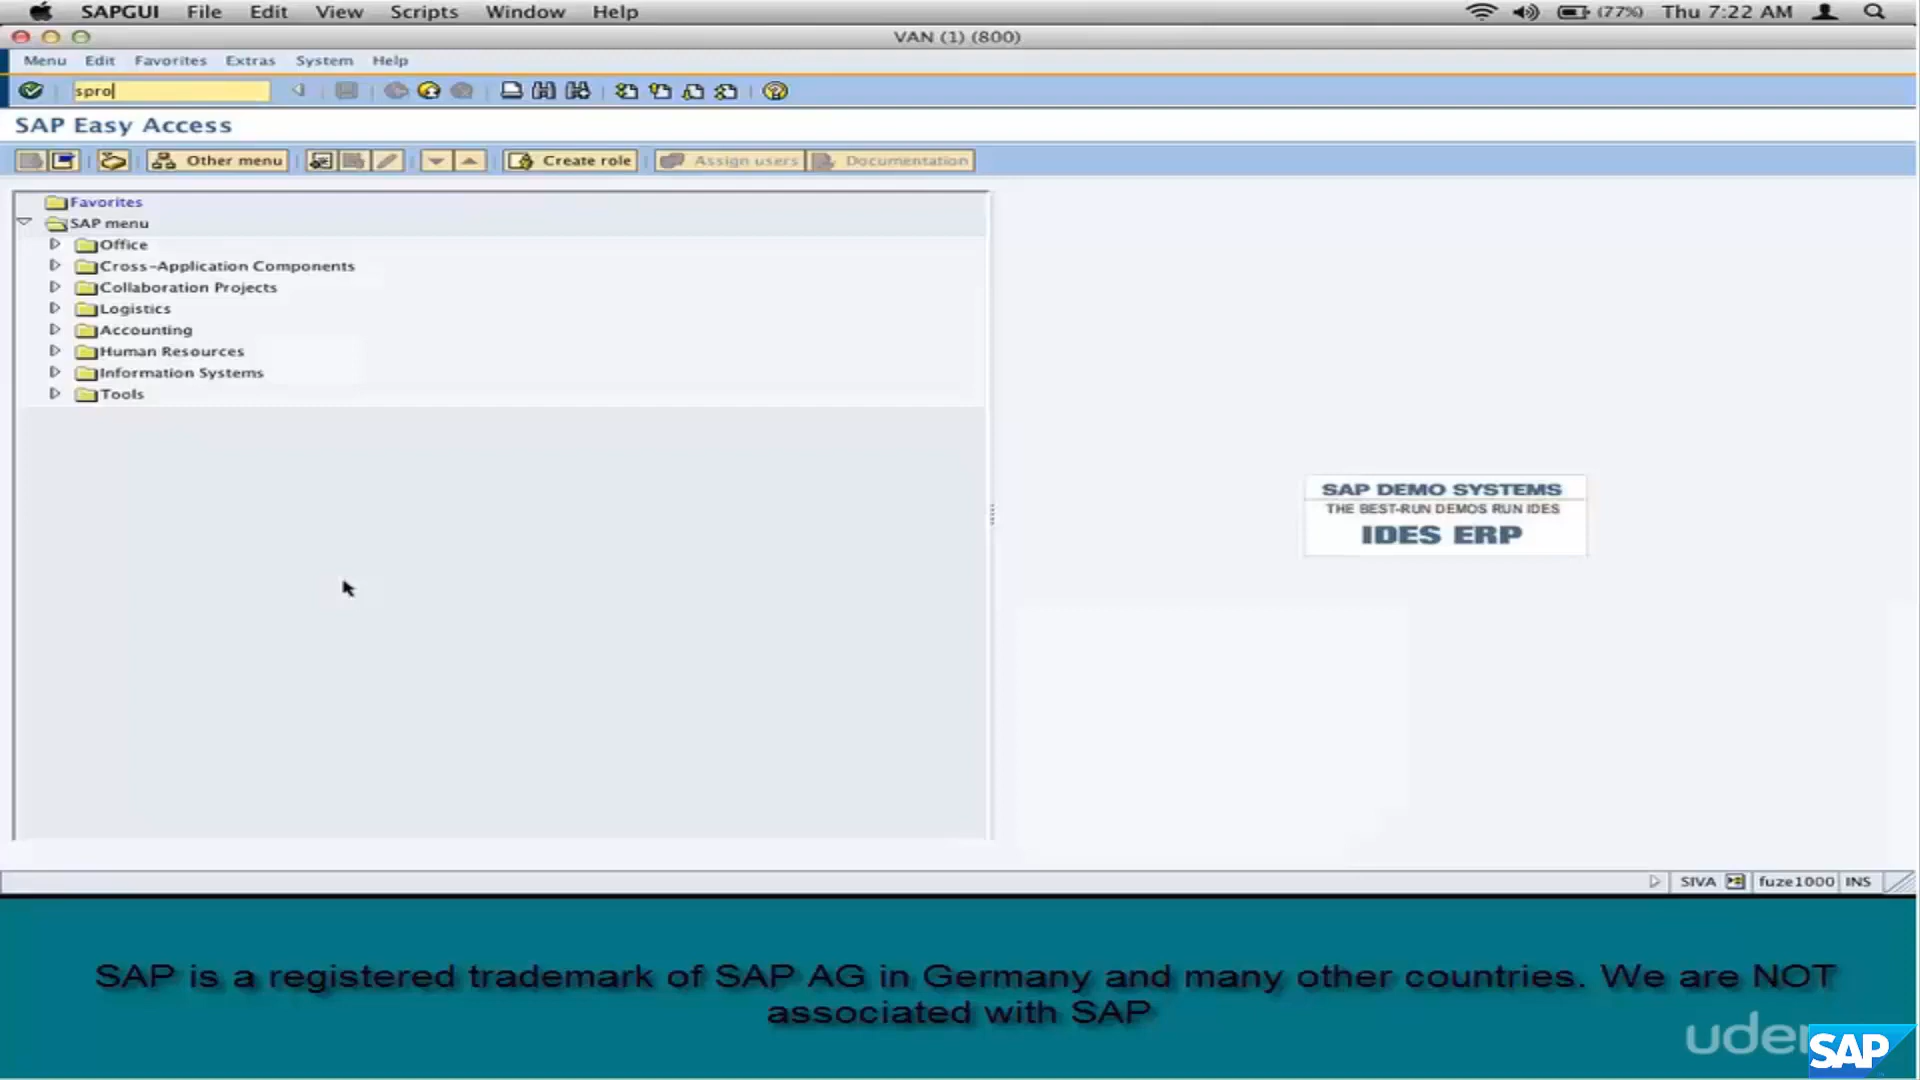 SAPGUI File Edit View Scripts Window Help (77%) Thu 7:22 AM
VAN (1) (800)
Menu Edit Favorites Extras System Help
spro
SAP Easy Access
Other menu Create role Assign users Documentation
Favorites
SAP menu
Office
Cross-Application Components
Collaboration Projects
Logistics
Accounting
Human Resources
Information Systems
Tools
SAP DEMO SYSTEMS
THE BEST-RUN DEMOS RUN IDES
IDES ERP
SIVA fuze1000 INS
SAP is a registered trademark of SAP AG in Germany and many other countries. We are NOT
associated with SAP
SAP